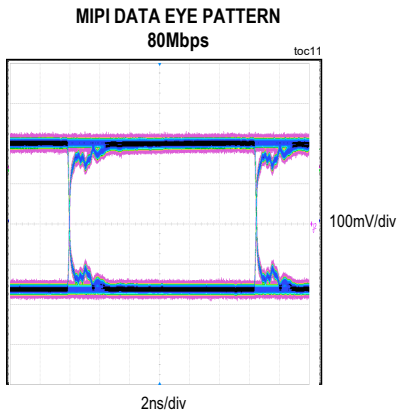 MIPI DATA EYE PATTERN
80Mbps
toc11
100mV/div
2ns/div